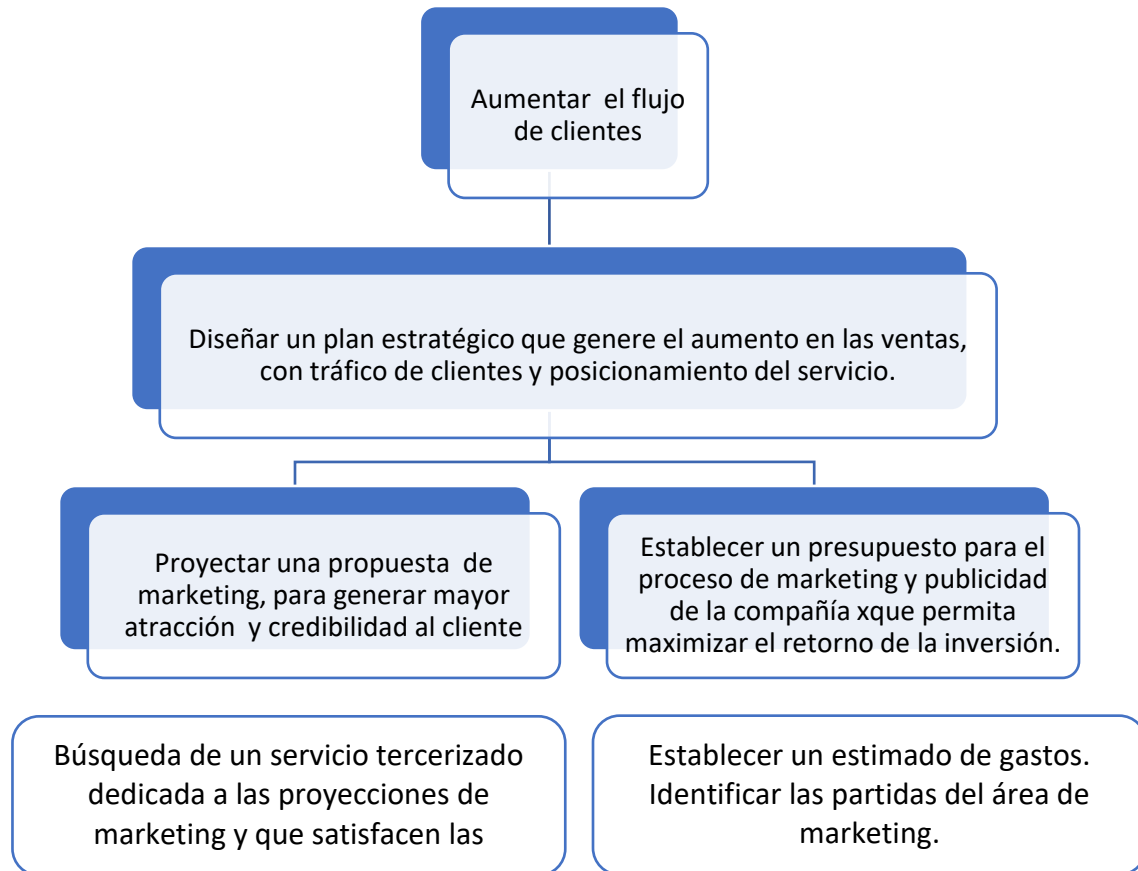 Aumentar el flujo
de clientes
Diseñar un plan estratégico que genere el aumento en las ventas,
con tráfico de clientes y posicionamiento del servicio.
Proyectar una propuesta de
marketing, para generar mayor
atracción y credibilidad al cliente
Establecer un presupuesto para el
proceso de marketing y publicidad
de la compañía xque permita
maximizar el retorno de la inversión.
Búsqueda de un servicio tercerizado
dedicada a las proyecciones de
marketing y que satisfacen las
Establecer un estimado de gastos.
Identificar las partidas del área de
marketing.